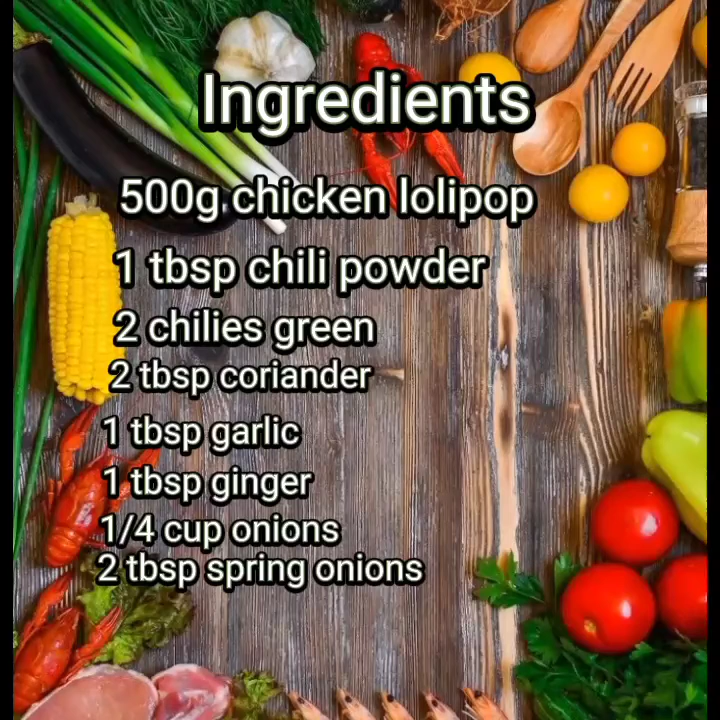 Ingredients
500g chicken lolipop
1 tbsp chili powder
2 chilies green
2 tbsp coriander
1 tbsp garlic
1 tbsp ginger
1/4 cup onions
2 tbsp spring onions